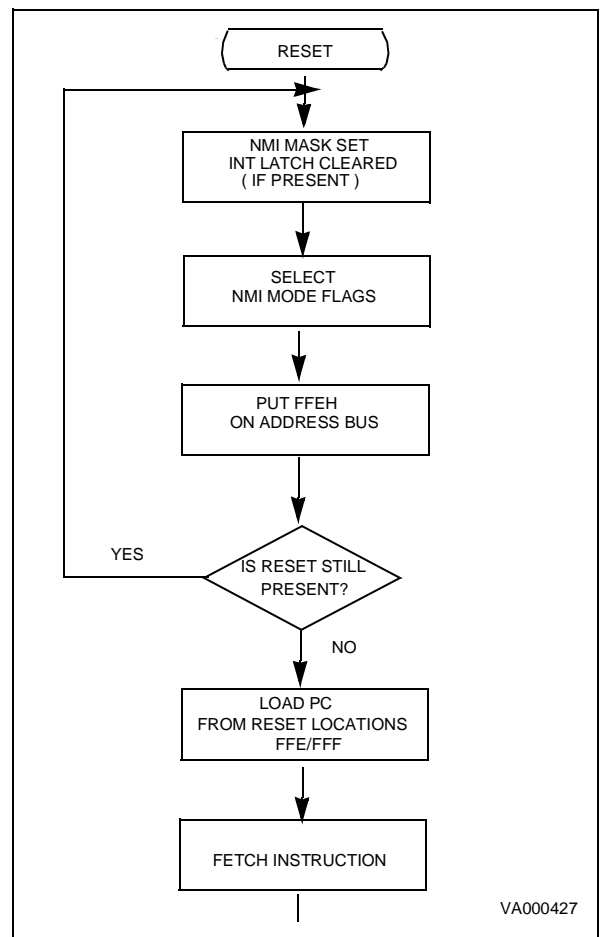 RESET
NMI MASK SET
INT LATCH CLEARED
( IF PRESENT )
SELECT
NMI MODE FLAGS
PUT FFEH
ON ADDRESS BUS
YES
IS RESET STILL
PRESENT?
NO
LOAD PC
FROM RESET LOCATIONS
FFE/FFF
FETCH INSTRUCTION
VA000427